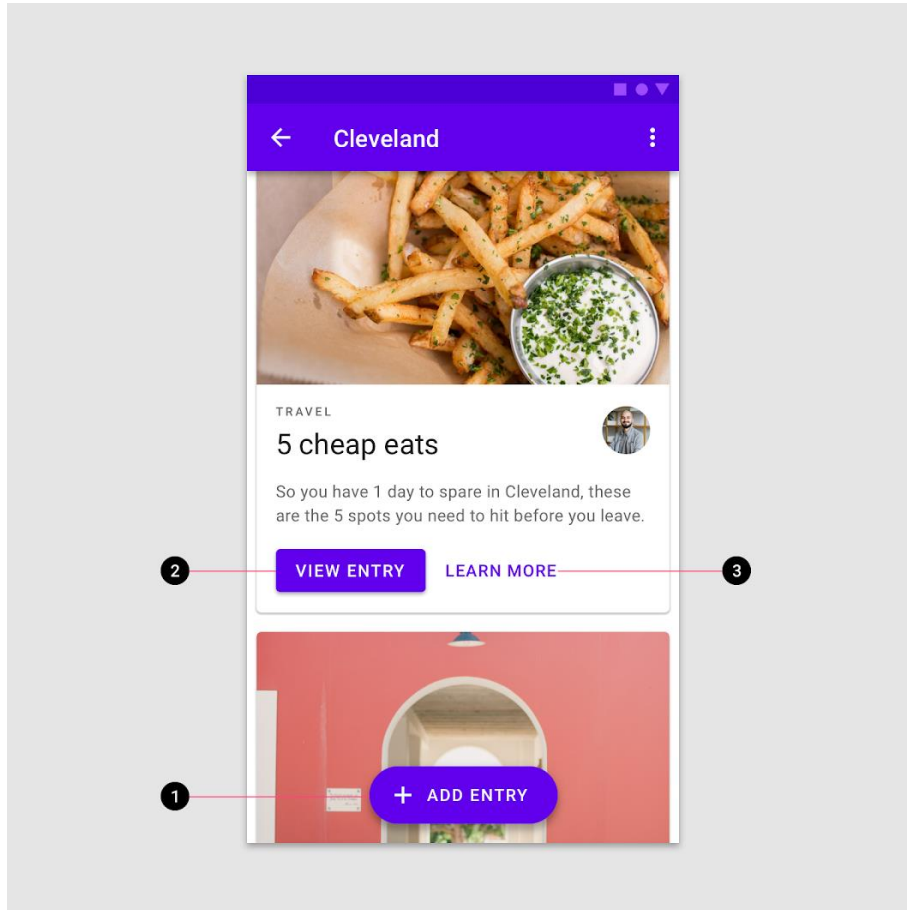 Cleveland
TRAVEL
5 cheap eats
So you have 1 day to spare in Cleveland, these
are the 5 spots you need to hit before you leave.
2
VIEW ENTRY LEARN MORE
3
1
+ ADD ENTRY